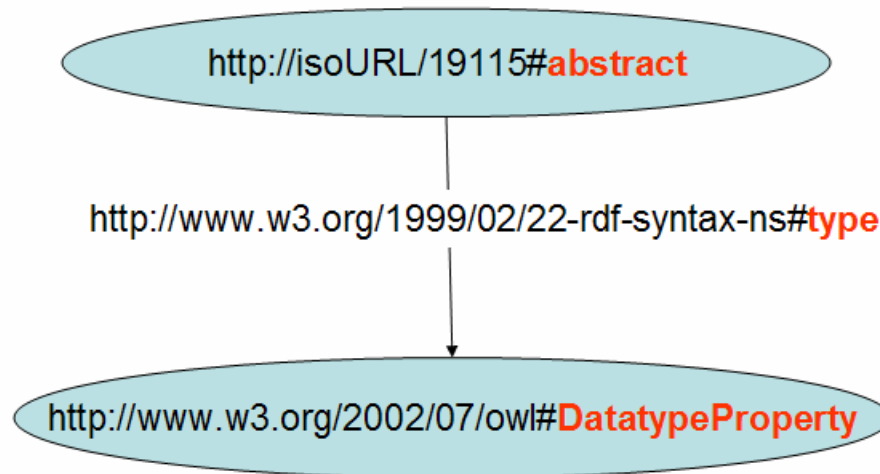 http://isoURL/19115#abstract
http://www.w3.org/1999/02/22-rdf-syntax-ns#type
http://www.w3.org/2002/07/owl#DatatypeProperty